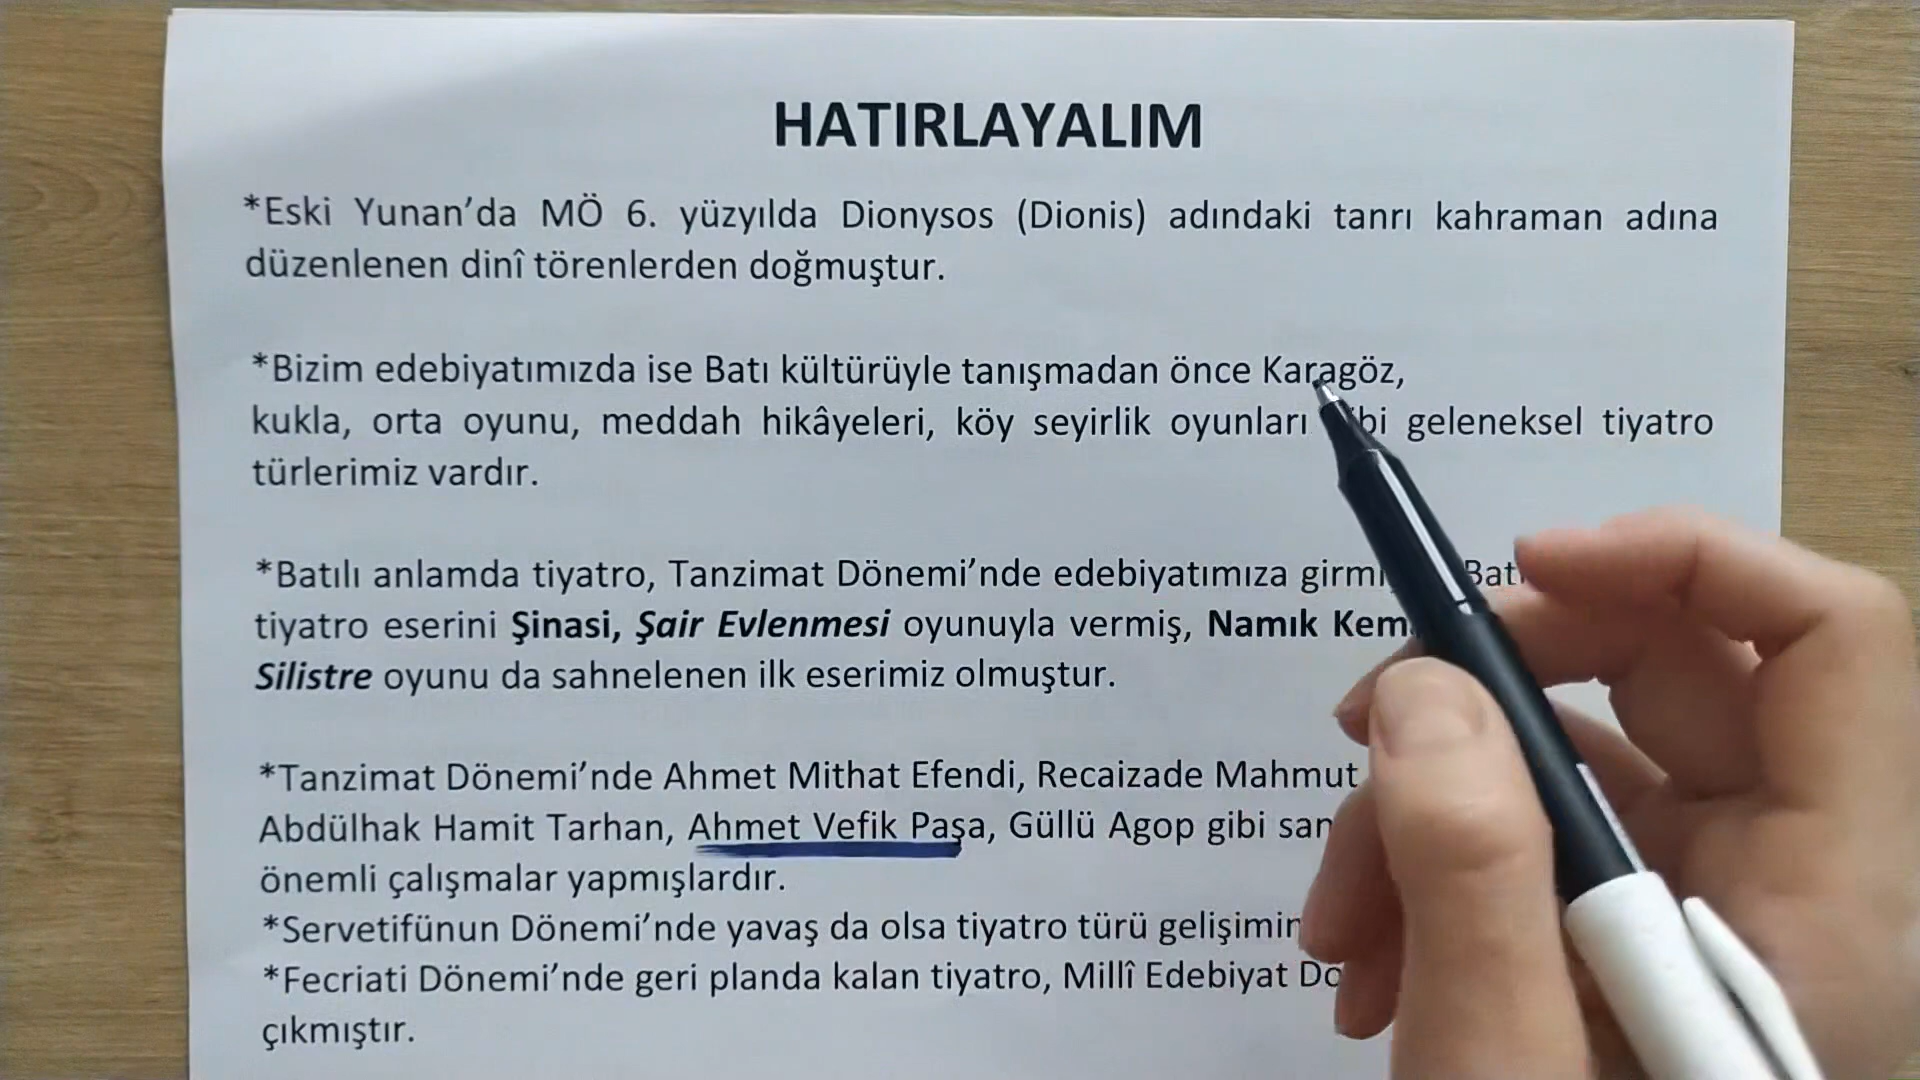 HATIRLAYALIM
*Eski Yunan'da MÖ 6. yüzyılda Dionysos (Dionis) adındaki tanrı kahraman adına
düzenlenen dinî törenlerden doğmuştur.
*Bizim edebiyatımızda ise Batı kültürüyle tanışmadan önce Karagöz,
kukla, orta oyunu, meddah hikâyeleri, köy seyirlik oyunları geleneksel tiyatro
türlerimiz vardır.
*Batılı anlamda tiyatro, Tanzimat Dönemi'nde edebiyatımıza
tiyatro eserini Şinasi, Şair Evlenmesi oyunuyla vermiş, Namık
Silistre oyunu da sahnelenen ilk eserimiz olmuştur.
*Tanzimat Dönemi'nde Ahmet Mithat Efendi, Recaizade Mahmut
Abdülhak Hamit Tarhan, Ahmet Vefik Paşa, Güllü Agop gibi
önemli çalışmalar yapmışlardır.
*Servetifünun Dönemi'nde yavaş da olsa tiyatro türü
*Fecriati Dönemi'nde geri planda kalan tiyatro, Millî Edebiyat
çıkmıştır.